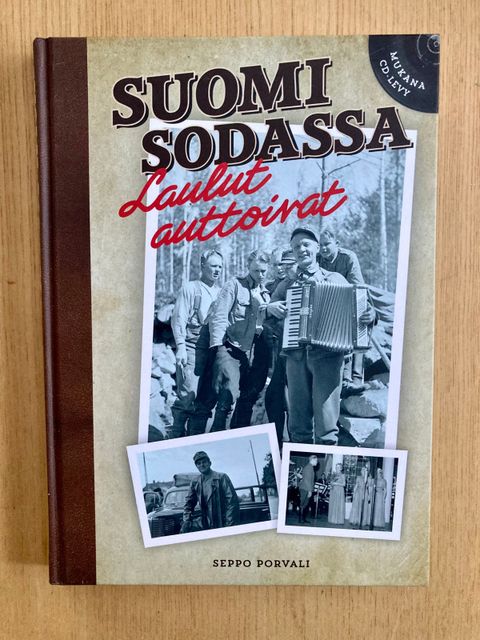 MUKANA
CD-LEVY
SUOMI
SODASSA
Laulut
auttoivat
SEPPO PORVALI